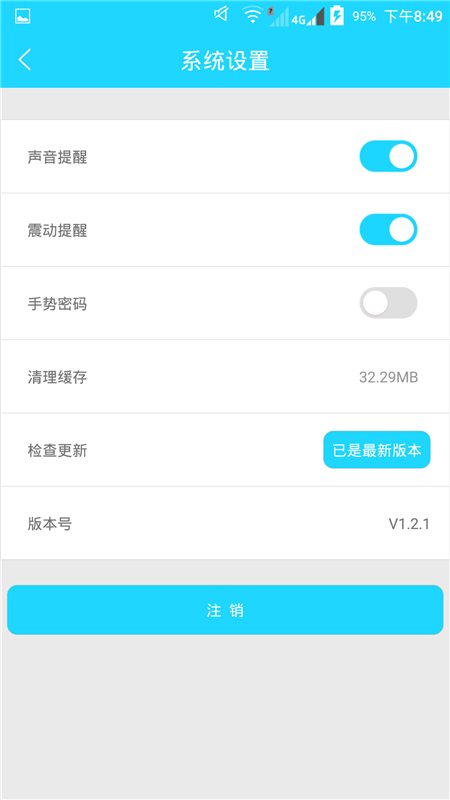 4G 95% 下午8:49
系统设置
声音提醒
震动提醒
手势密码
清理缓存 32.29MB
检查更新 已是最新版本
版本号 V1.2.1
注 销